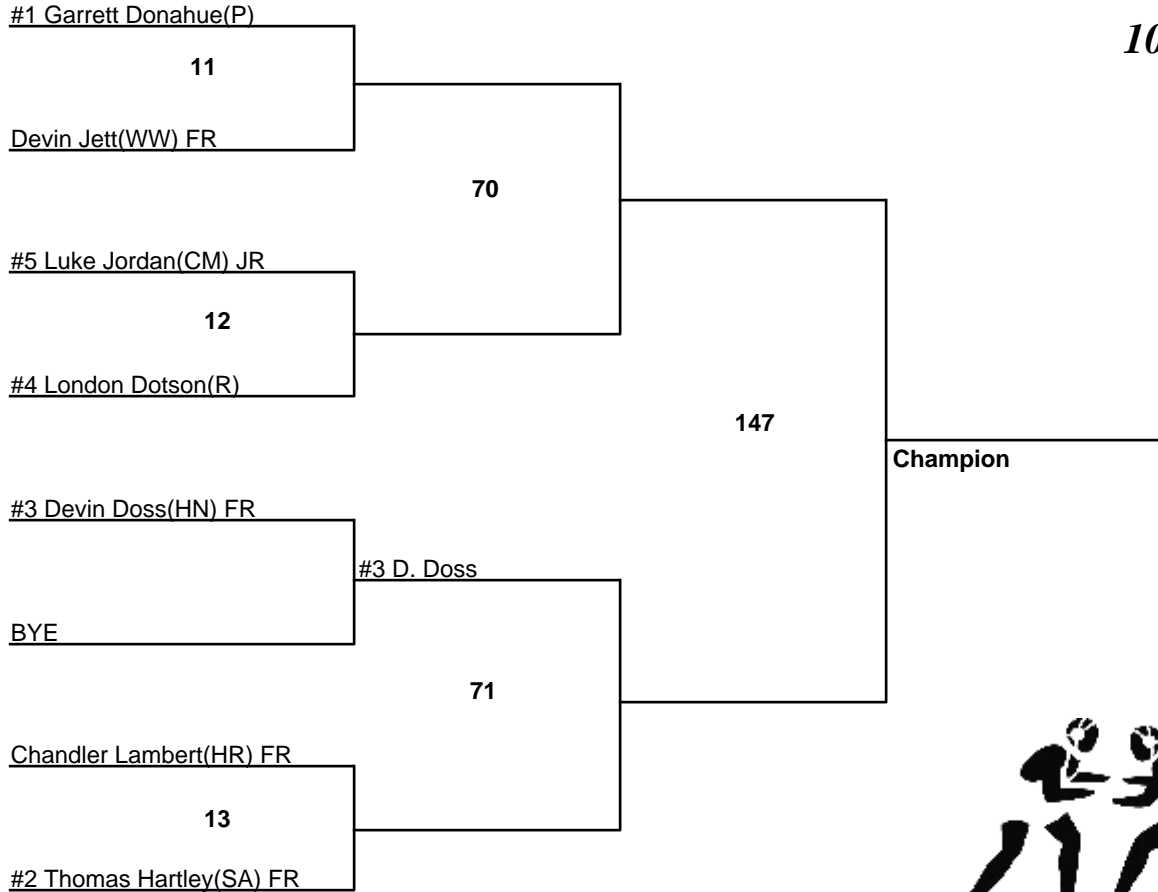 #1 Garrett Donahue(P)
10
11
Devin Jett(WW) FR
70
#5 Luke Jordan(CM) JR
12
#4 London Dotson(R)
147
Champion
#3 Devin Doss(HN) FR
#3 D. Doss
BYE
71
Chandler Lambert(HR) FR
13
#2 Thomas Hartley(SA) FR